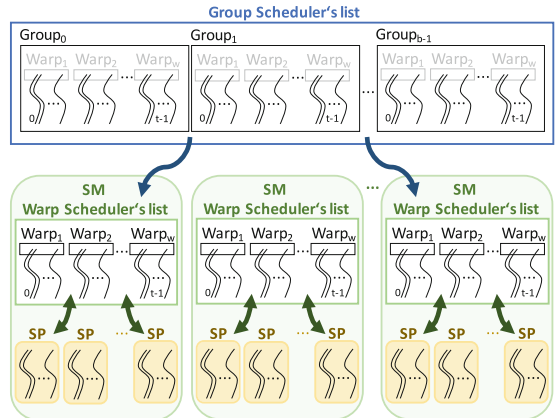 Group Scheduler's list
Group0 Group1 Groupb-1
Warp1 Warp2 ... Warpw Warp1 Warp2 ... Warpw Warp1 Warp2 ... Warpw
... ... ... ... ... ... ... ... ... ...
0 t-1 0 t-1 0 t-1
SM SM ... SM
Warp Scheduler's list Warp Scheduler's list Warp Scheduler's list
Warp1 Warp2 ... Warpw Warp1 Warp2 ... Warpw Warp1 Warp2 ... Warpw
... ... ... ... ... ... ... ... ...
0 t-1 0 t-1 0 t-1
SP SP ... SP SP SP ... SP SP SP ... SP
... ... ... ... ... ... ... ... ...